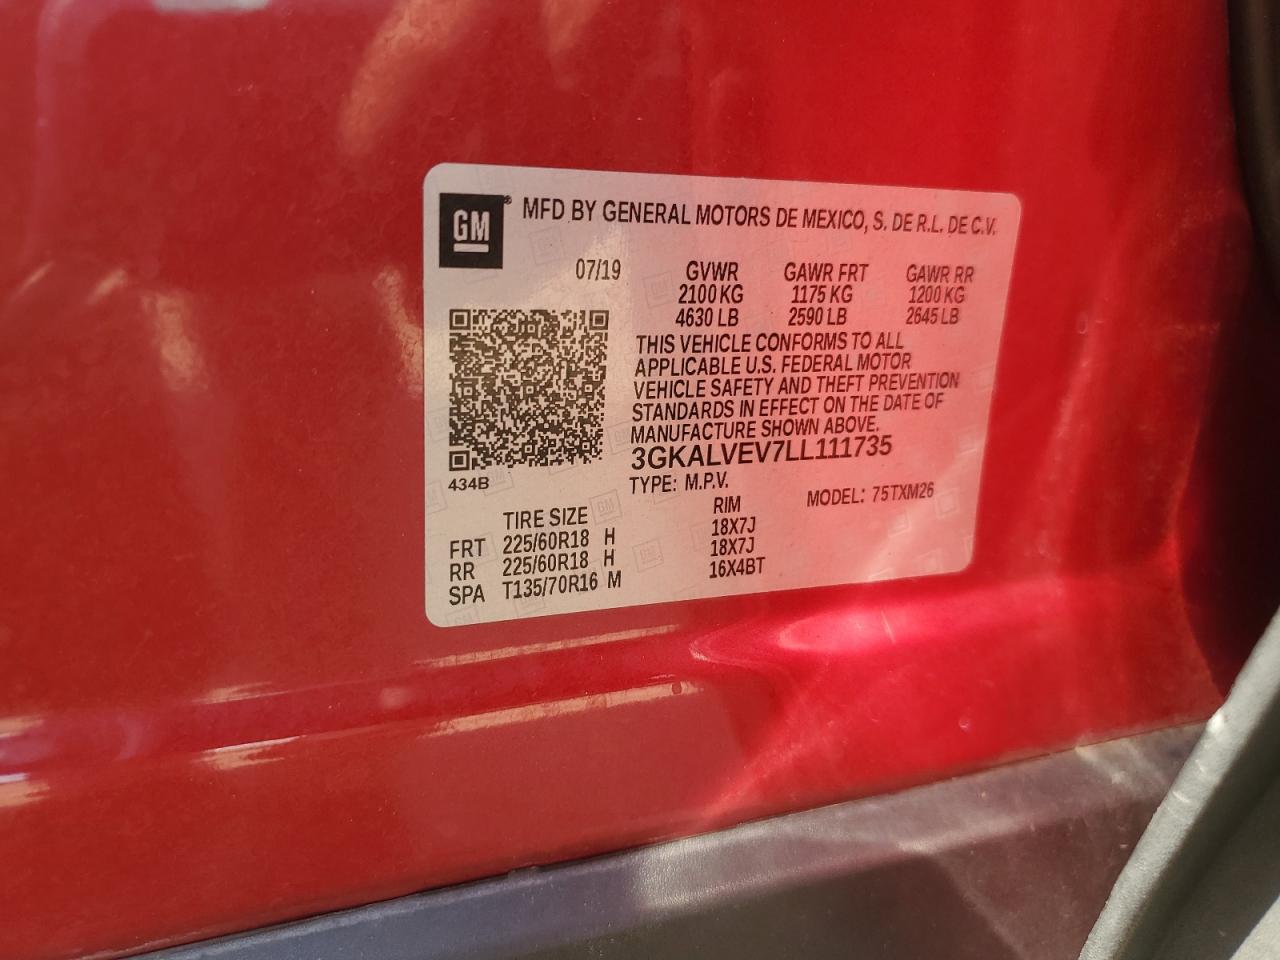 GM® MFD BY GENERAL MOTORS DE MEXICO, S. DE R.L. DE C.V.
07/19 GVWR GAWR FRT GAWR RR
2100 KG 1175 KG 1200 KG
4630 LB 2590 LB 2645 LB
THIS VEHICLE CONFORMS TO ALL
APPLICABLE U.S. FEDERAL MOTOR
VEHICLE SAFETY AND THEFT PREVENTION
STANDARDS IN EFFECT ON THE DATE OF
MANUFACTURE SHOWN ABOVE.
3GKALVEV7LL111735
434B
TYPE: M.P.V. MODEL: 75TXM26
TIRE SIZE RIM
FRT 225/60R18 H 18X7J
RR 225/60R18 H 18X7J
SPA T135/70R16 M 16X4BT